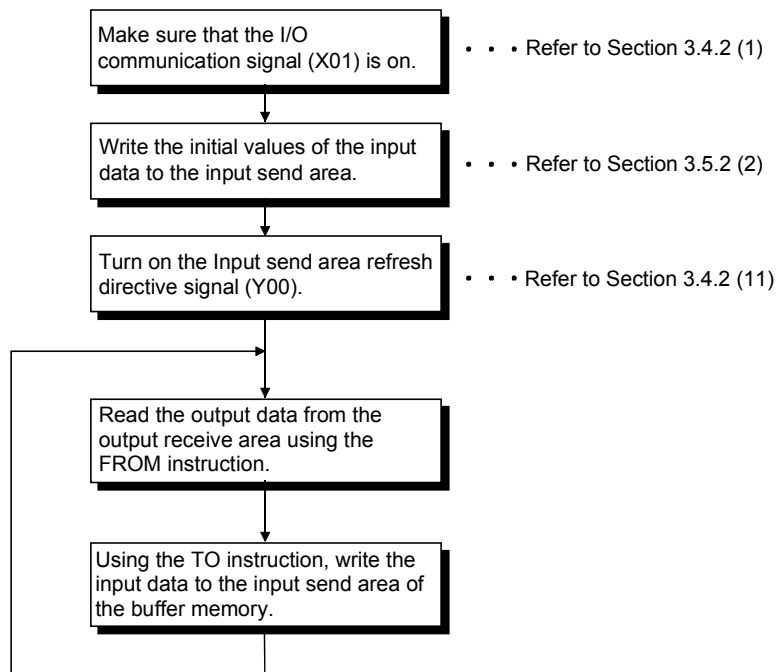 Make sure that the I/O
communication signal (X01) is on.
• • • Refer to Section 3.4.2 (1)
Write the initial values of the input
data to the input send area.
• • • Refer to Section 3.5.2 (2)
Turn on the Input send area refresh
directive signal (Y00).
• • • Refer to Section 3.4.2 (11)
Read the output data from the
output receive area using the
FROM instruction.
Using the TO instruction, write the
input data to the input send area of
the buffer memory.